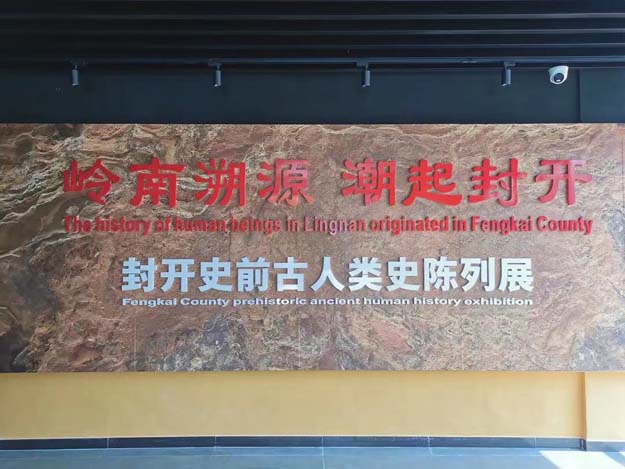 岭南溯源 潮起封开
The history of human beings in Lingnan originated in Fengkai County
封开史前古人类史陈列展
Fengkai County prehistoric ancient human history exhibition